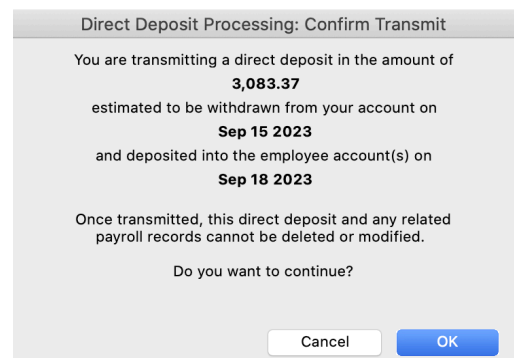 Direct Deposit Processing: Confirm Transmit
You are transmitting a direct deposit in the amount of
3,083.37
estimated to be withdrawn from your account on
Sep 15 2023
and deposited into the employee account(s) on
Sep 18 2023
Once transmitted, this direct deposit and any related
payroll records cannot be deleted or modified.
Do you want to continue?
Cancel OK